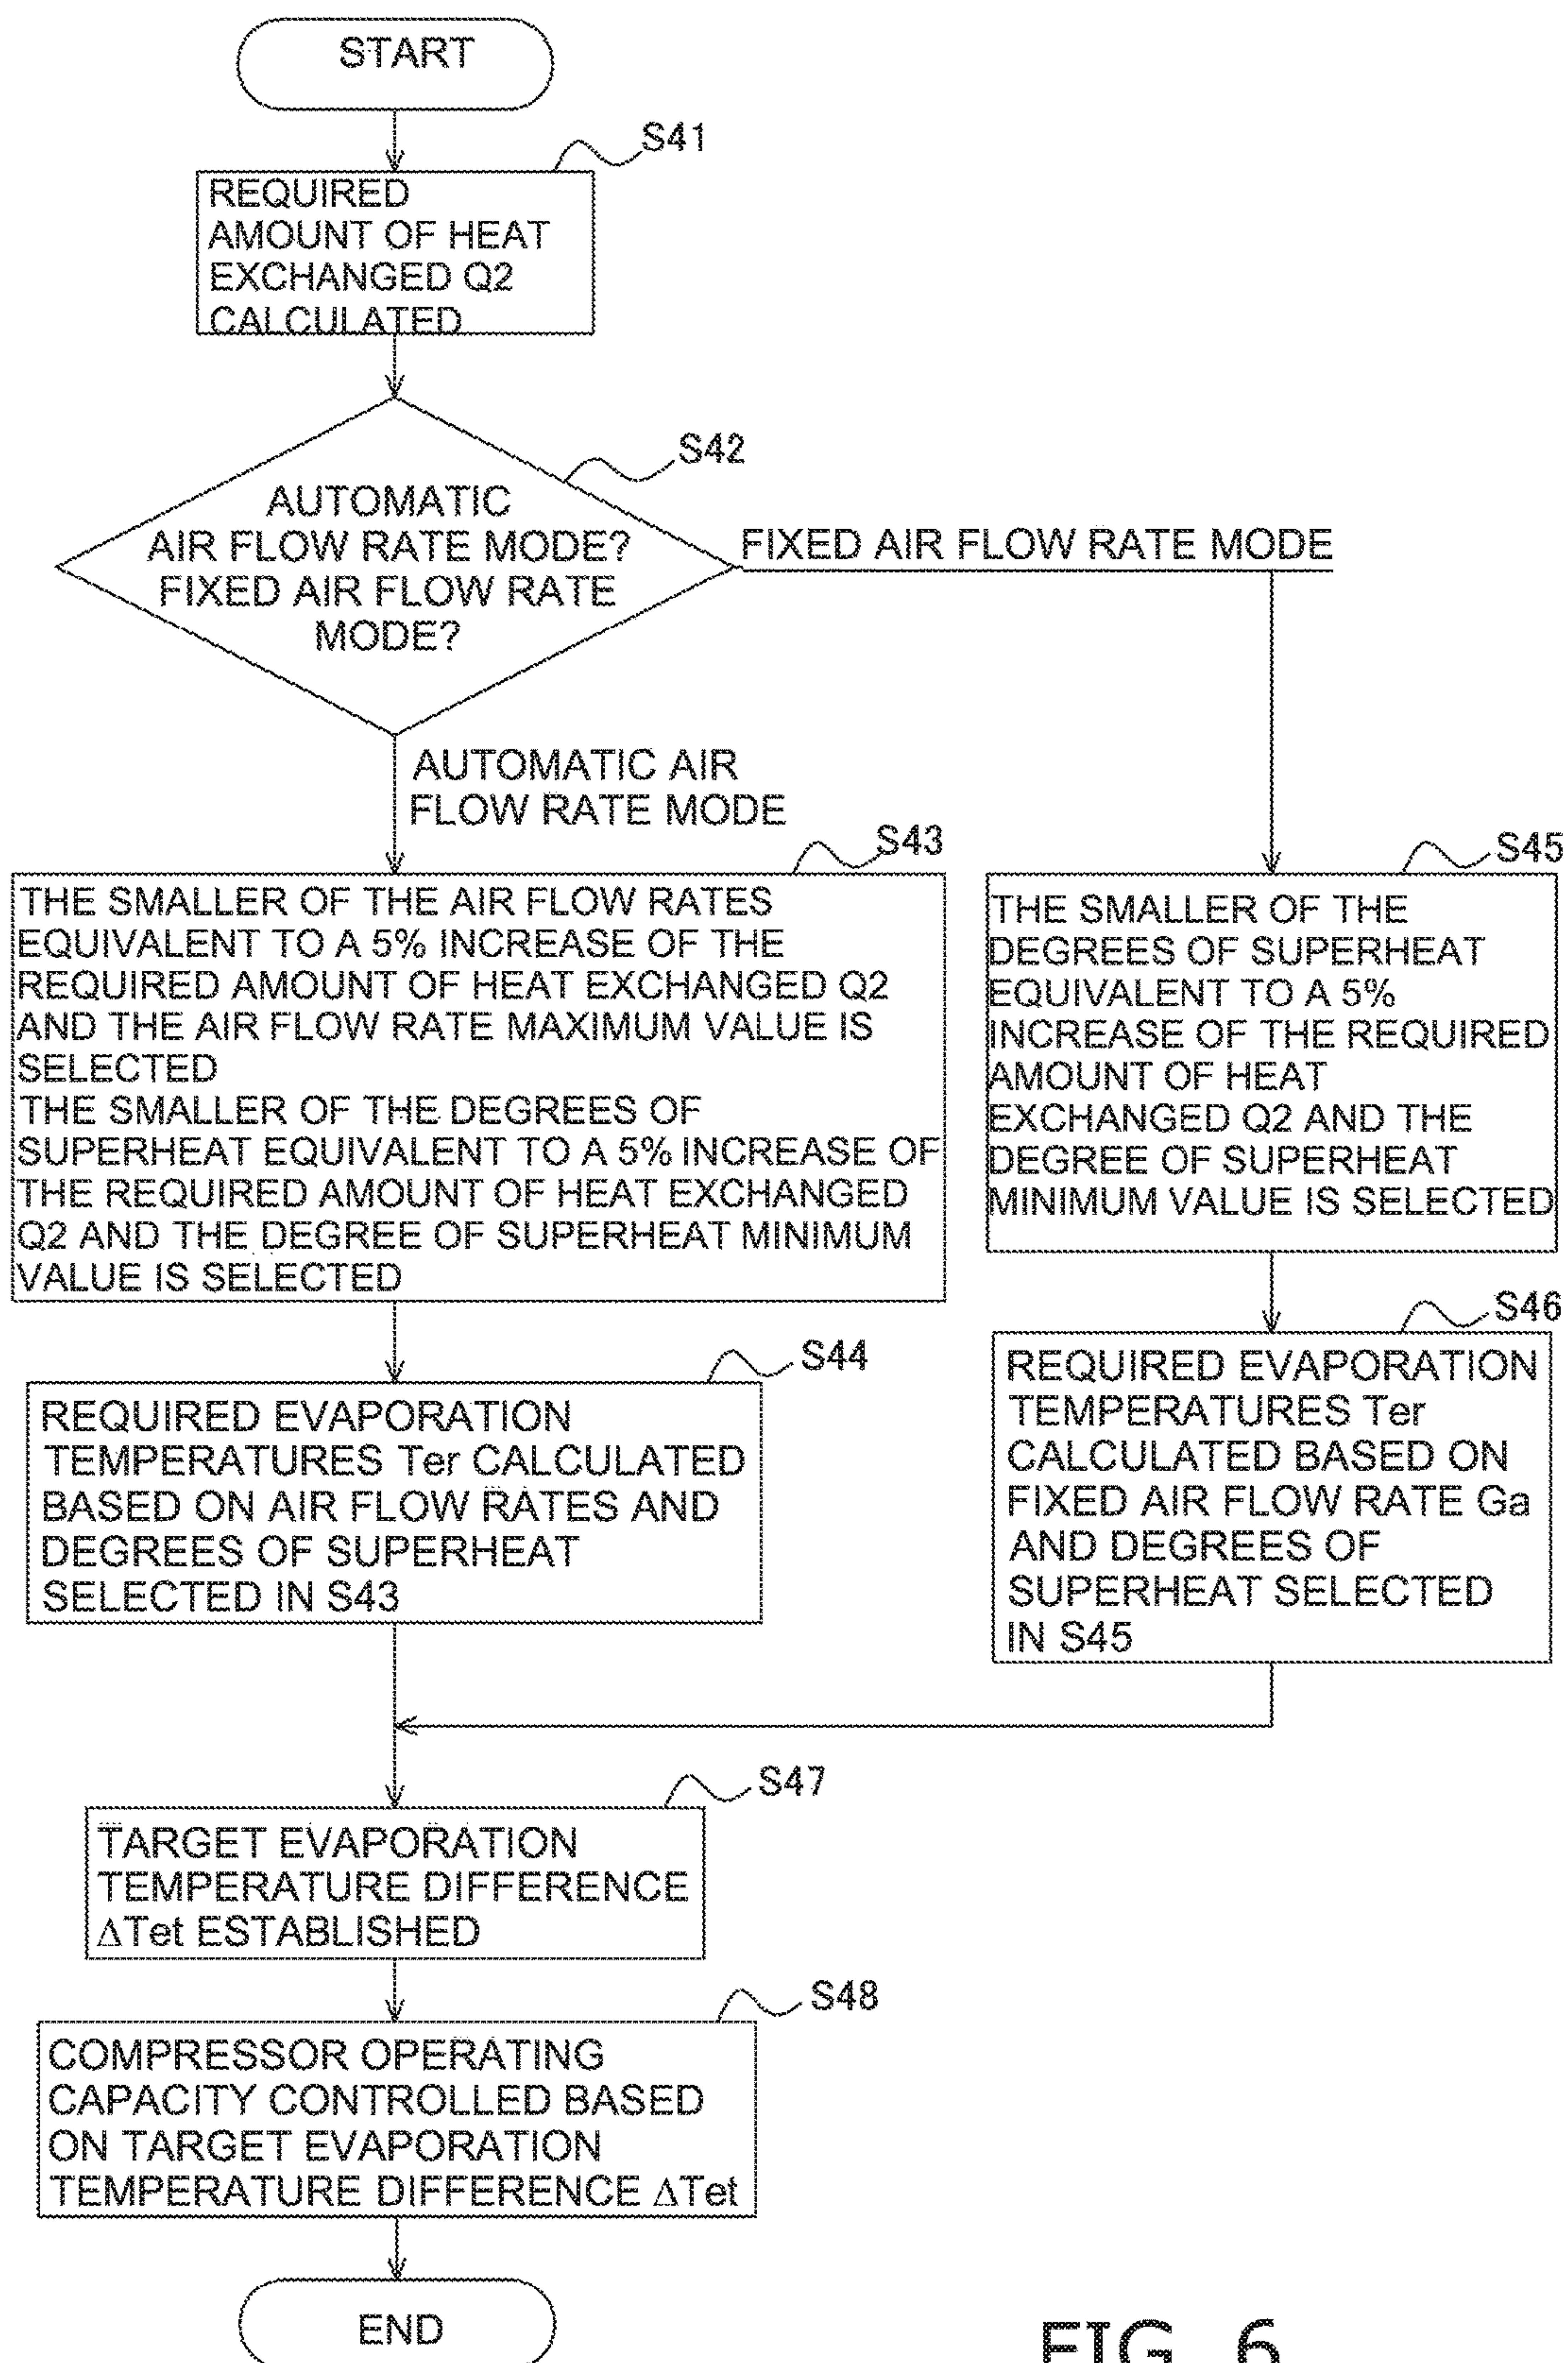 START
S41
REQUIRED
AMOUNT OF HEAT
EXCHANGED Q2
CALCULATED
S42
AUTOMATIC
AIR FLOW RATE MODE?
FIXED AIR FLOW RATE
MODE?
FIXED AIR FLOW RATE MODE
AUTOMATIC AIR
FLOW RATE MODE
S43
THE SMALLER OF THE AIR FLOW RATES
EQUIVALENT TO A 5% INCREASE OF THE
REQUIRED AMOUNT OF HEAT EXCHANGED Q2
AND THE AIR FLOW RATE MAXIMUM VALUE IS
SELECTED
THE SMALLER OF THE DEGREES OF
SUPERHEAT EQUIVALENT TO A 5% INCREASE OF
THE REQUIRED AMOUNT OF HEAT EXCHANGED
Q2 AND THE DEGREE OF SUPERHEAT MINIMUM
VALUE IS SELECTED
S45
THE SMALLER OF THE
DEGREES OF SUPERHEAT
EQUIVALENT TO A 5%
INCREASE OF THE REQUIRED
AMOUNT OF HEAT
EXCHANGED Q2 AND THE
DEGREE OF SUPERHEAT
MINIMUM VALUE IS SELECTED
S44
REQUIRED EVAPORATION
TEMPERATURES Ter CALCULATED
BASED ON AIR FLOW RATES AND
DEGREES OF SUPERHEAT
SELECTED IN S43
S46
REQUIRED EVAPORATION
TEMPERATURES Ter
CALCULATED BASED ON
FIXED AIR FLOW RATE Ga
AND DEGREES OF
SUPERHEAT SELECTED
IN S45
S47
TARGET EVAPORATION
TEMPERATURE DIFFERENCE
ΔTet ESTABLISHED
S48
COMPRESSOR OPERATING
CAPACITY CONTROLLED BASED
ON TARGET EVAPORATION
TEMPERATURE DIFFERENCE ΔTet
END
FIG. 6